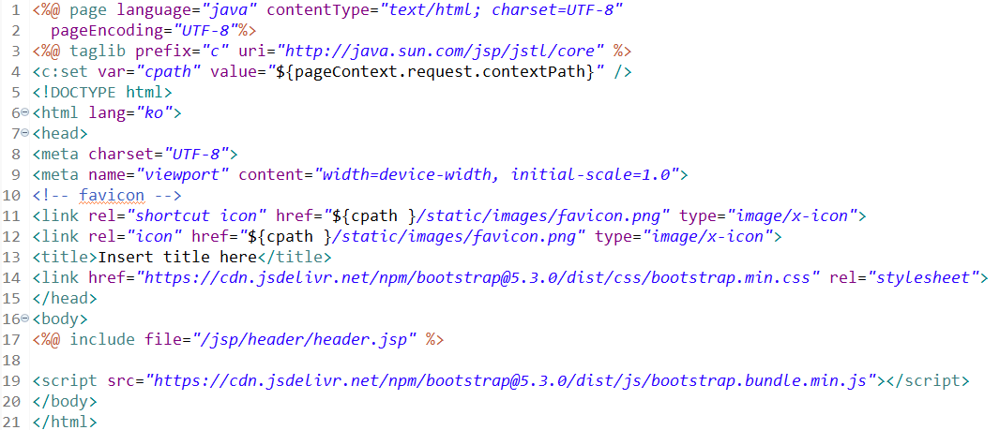 1 <%@ page language="java" contentType="text/html; charset=UTF-8"
2   pageEncoding="UTF-8"%>
3 <%@ taglib prefix="c" uri="http://java.sun.com/jsp/jstl/core" %>
4 <c:set var="cpath" value="${pageContext.request.contextPath}" />
5 <!DOCTYPE html>
6 <html lang="ko">
7 <head>
8 <meta charset="UTF-8">
9 <meta name="viewport" content="width=device-width, initial-scale=1.0">
10 <!-- favicon -->
11 <link rel="shortcut icon" href="${cpath }/static/images/favicon.png" type="image/x-icon">
12 <link rel="icon" href="${cpath }/static/images/favicon.png" type="image/x-icon">
13 <title>Insert title here</title>
14 <link href="https://cdn.jsdelivr.net/npm/bootstrap@5.3.0/dist/css/bootstrap.min.css" rel="stylesheet">
15 </head>
16 <body>
17 <%@ include file="/jsp/header/header.jsp" %>
18
19 <script src="https://cdn.jsdelivr.net/npm/bootstrap@5.3.0/dist/js/bootstrap.bundle.min.js"></script>
20 </body>
21 </html>